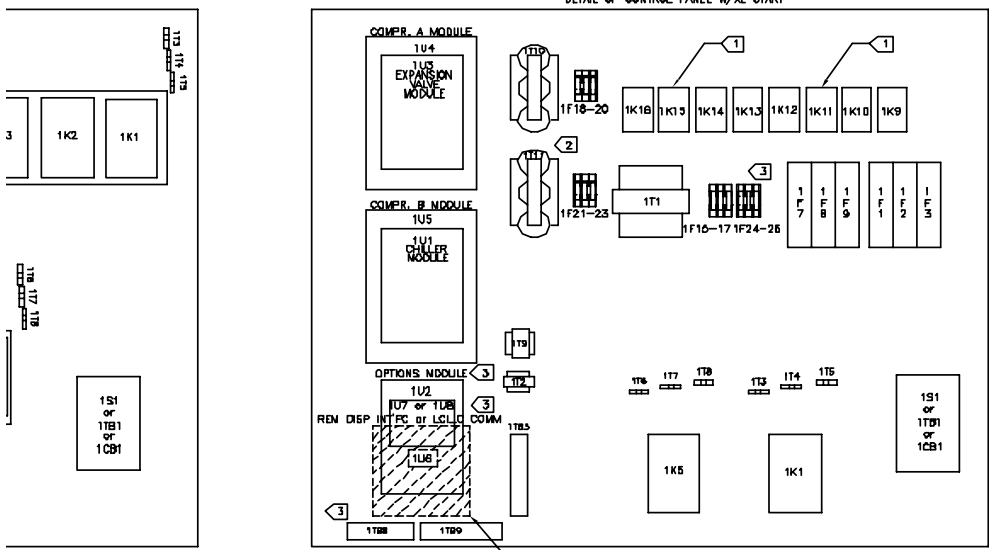 DETAIL OF CONTROL PANEL W/XL START
1T3
1T4
1T5
3
1K2
1K1
1T6
1T7
1T8
1S1
or
1TB1
or
1CB1
COMPR. A MODULE
1U4
1U3
EXPANSION
VALVE
MODULE
COMPR. B MODULE
1U5
1U1
CHILLER
MODULE
OPTIONS MODULE
3
1U2
1U7 or 1U8
3
REM DISP INTFC or LCL D COMM
1U6
3
1TB8
1TB9
1T10
1F18-20
2
1T11
1F21-23
1T1
3
1F16-17
1F24-26
1
1
1K16
1K15
1K14
1K13
1K12
1K11
1K10
1K9
1F7
1F8
1F9
1F1
1F2
1F3
1T9
1T2
1TB.5
1T6
1T7
1T8
1T3
1T4
1T5
1K5
1K1
1S1
or
1TB1
or
1CB1